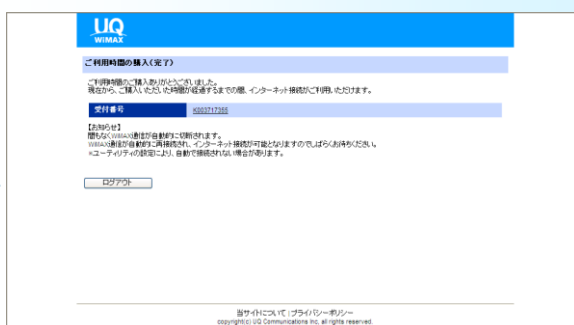 UQ
WiMAX
ご利用時間の購入(完了)
ご利用時間のご購入ありがとうございました。
現在から、ご購入いただいた時間が経過するまでの間、インターネット接続がご利用いただけます。
受付番号 K003717365
【お知らせ】
間もなくWiMAX通信が自動的に切断されます。
WiMAX通信が自動的に再接続され、インターネット接続が可能となりますのでしばらくお待ちください。
※ユーティリティの設定により、自動で接続されない場合があります。
ログアウト
当サイトについて | プライバシーポリシー
copyright(c) UQ Communications Inc, all rights reserved.